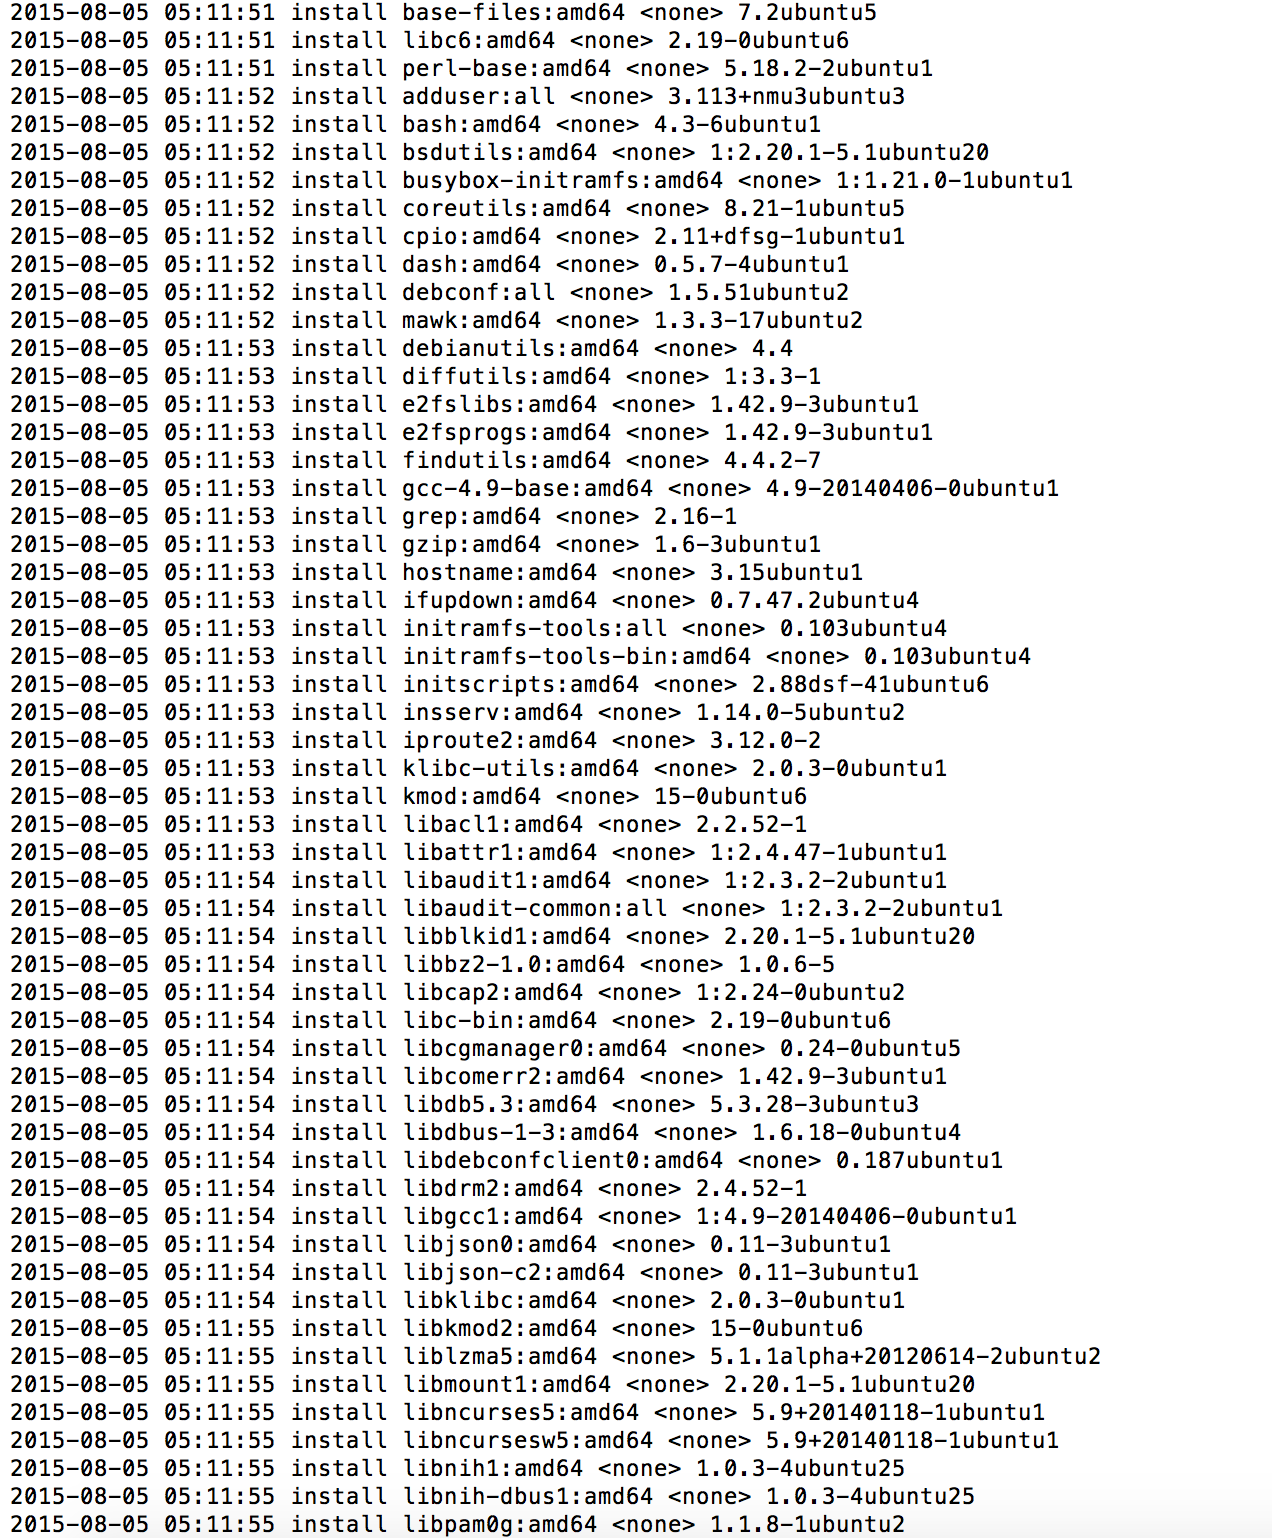 2015-08-05 05:11:51 install base-files:amd64 <none> 7.2ubuntu5
2015-08-05 05:11:51 install libc6:amd64 <none> 2.19-0ubuntu6
2015-08-05 05:11:51 install perl-base:amd64 <none> 5.18.2-2ubuntu1
2015-08-05 05:11:52 install adduser:all <none> 3.113+nmu3ubuntu3
2015-08-05 05:11:52 install bash:amd64 <none> 4.3-6ubuntu1
2015-08-05 05:11:52 install bsdutils:amd64 <none> 1:2.20.1-5.1ubuntu20
2015-08-05 05:11:52 install busybox-initramfs:amd64 <none> 1:1.21.0-1ubuntu1
2015-08-05 05:11:52 install coreutils:amd64 <none> 8.21-1ubuntu5
2015-08-05 05:11:52 install cpio:amd64 <none> 2.11+dfsg-1ubuntu1
2015-08-05 05:11:52 install dash:amd64 <none> 0.5.7-4ubuntu1
2015-08-05 05:11:52 install debconf:all <none> 1.5.51ubuntu2
2015-08-05 05:11:52 install mawk:amd64 <none> 1.3.3-17ubuntu2
2015-08-05 05:11:53 install debianutils:amd64 <none> 4.4
2015-08-05 05:11:53 install diffutils:amd64 <none> 1:3.3-1
2015-08-05 05:11:53 install e2fslibs:amd64 <none> 1.42.9-3ubuntu1
2015-08-05 05:11:53 install e2fsprogs:amd64 <none> 1.42.9-3ubuntu1
2015-08-05 05:11:53 install findutils:amd64 <none> 4.4.2-7
2015-08-05 05:11:53 install gcc-4.9-base:amd64 <none> 4.9-20140406-0ubuntu1
2015-08-05 05:11:53 install grep:amd64 <none> 2.16-1
2015-08-05 05:11:53 install gzip:amd64 <none> 1.6-3ubuntu1
2015-08-05 05:11:53 install hostname:amd64 <none> 3.15ubuntu1
2015-08-05 05:11:53 install ifupdown:amd64 <none> 0.7.47.2ubuntu4
2015-08-05 05:11:53 install initramfs-tools:all <none> 0.103ubuntu4
2015-08-05 05:11:53 install initramfs-tools-bin:amd64 <none> 0.103ubuntu4
2015-08-05 05:11:53 install initscripts:amd64 <none> 2.88dsf-41ubuntu6
2015-08-05 05:11:53 install insserv:amd64 <none> 1.14.0-5ubuntu2
2015-08-05 05:11:53 install iproute2:amd64 <none> 3.12.0-2
2015-08-05 05:11:53 install klibc-utils:amd64 <none> 2.0.3-0ubuntu1
2015-08-05 05:11:53 install kmod:amd64 <none> 15-0ubuntu6
2015-08-05 05:11:53 install libacl1:amd64 <none> 2.2.52-1
2015-08-05 05:11:53 install libattr1:amd64 <none> 1:2.4.47-1ubuntu1
2015-08-05 05:11:54 install libaudit1:amd64 <none> 1:2.3.2-2ubuntu1
2015-08-05 05:11:54 install libaudit-common:all <none> 1:2.3.2-2ubuntu1
2015-08-05 05:11:54 install libblkid1:amd64 <none> 2.20.1-5.1ubuntu20
2015-08-05 05:11:54 install libbz2-1.0:amd64 <none> 1.0.6-5
2015-08-05 05:11:54 install libcap2:amd64 <none> 1:2.24-0ubuntu2
2015-08-05 05:11:54 install libc-bin:amd64 <none> 2.19-0ubuntu6
2015-08-05 05:11:54 install libcgmanager0:amd64 <none> 0.24-0ubuntu5
2015-08-05 05:11:54 install libcomerr2:amd64 <none> 1.42.9-3ubuntu1
2015-08-05 05:11:54 install libdb5.3:amd64 <none> 5.3.28-3ubuntu3
2015-08-05 05:11:54 install libdbus-1-3:amd64 <none> 1.6.18-0ubuntu4
2015-08-05 05:11:54 install libdebconfclient0:amd64 <none> 0.187ubuntu1
2015-08-05 05:11:54 install libdrm2:amd64 <none> 2.4.52-1
2015-08-05 05:11:54 install libgcc1:amd64 <none> 1:4.9-20140406-0ubuntu1
2015-08-05 05:11:54 install libjson0:amd64 <none> 0.11-3ubuntu1
2015-08-05 05:11:54 install libjson-c2:amd64 <none> 0.11-3ubuntu1
2015-08-05 05:11:54 install libklibc:amd64 <none> 2.0.3-0ubuntu1
2015-08-05 05:11:55 install libkmod2:amd64 <none> 15-0ubuntu6
2015-08-05 05:11:55 install liblzma5:amd64 <none> 5.1.1alpha+20120614-2ubuntu2
2015-08-05 05:11:55 install libmount1:amd64 <none> 2.20.1-5.1ubuntu20
2015-08-05 05:11:55 install libncurses5:amd64 <none> 5.9+20140118-1ubuntu1
2015-08-05 05:11:55 install libncursesw5:amd64 <none> 5.9+20140118-1ubuntu1
2015-08-05 05:11:55 install libnih1:amd64 <none> 1.0.3-4ubuntu25
2015-08-05 05:11:55 install libnih-dbus1:amd64 <none> 1.0.3-4ubuntu25
2015-08-05 05:11:55 install libpam0g:amd64 <none> 1.1.8-1ubuntu2